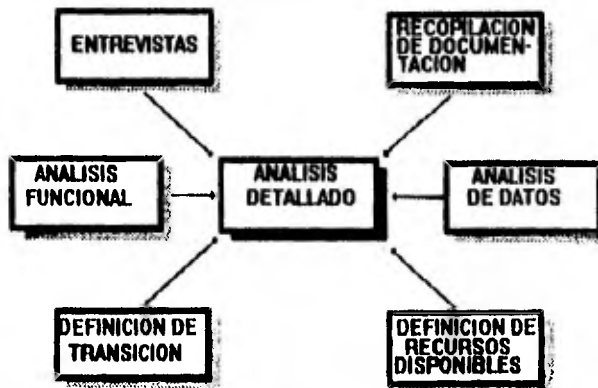 ENTREVISTAS
RECOPILACION
DE DOCUMEN-
TACION
ANALISIS
FUNCIONAL
ANALISIS
DETALLADO
ANALISIS
DE DATOS
DEFINICION DE
TRANSICION
DEFINICION DE
RECURSOS
DISPONIBLES